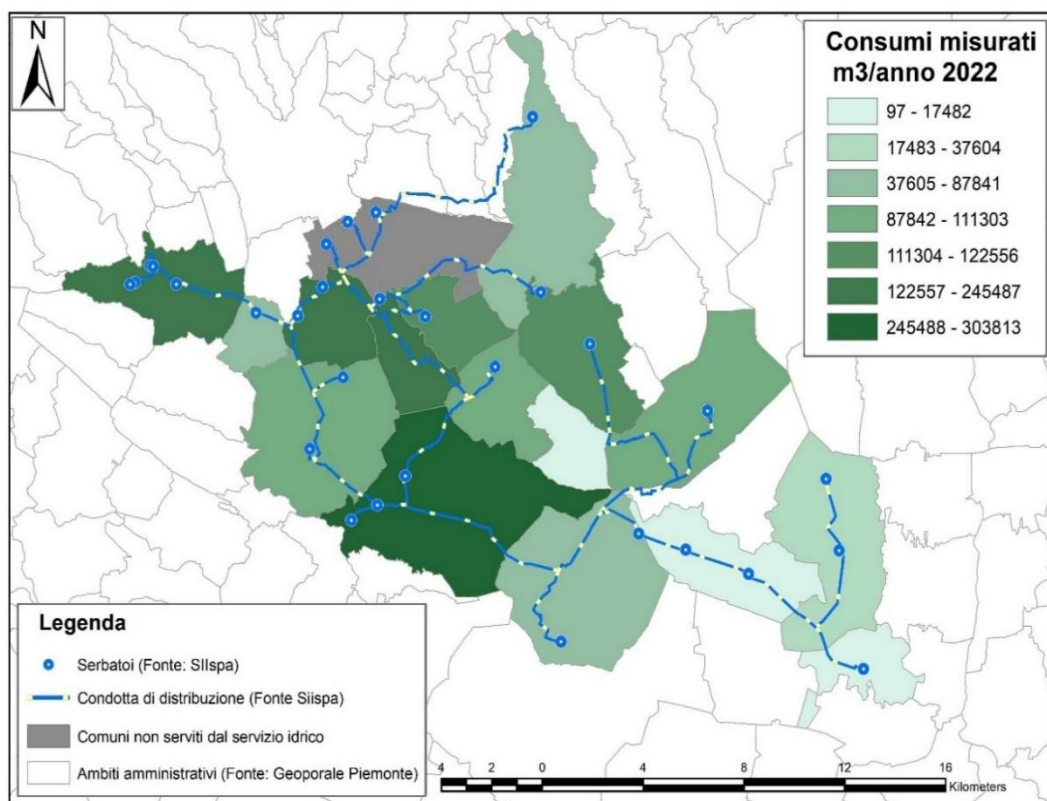 N
Consumi misurati
m3/anno 2022
97 - 17482
17483 - 37604
37605 - 87841
87842 - 111303
111304 - 122556
122557 - 245487
245488 - 303813
Legenda
Serbatoi (Fonte: SIIspa)
Condotta di distribuzione (Fonte Siispa)
Comuni non serviti dal servizio idrico
Ambiti amministrativi (Fonte: Geoporale Piemonte)
4 2 0 4 8 12 16
Kilometers